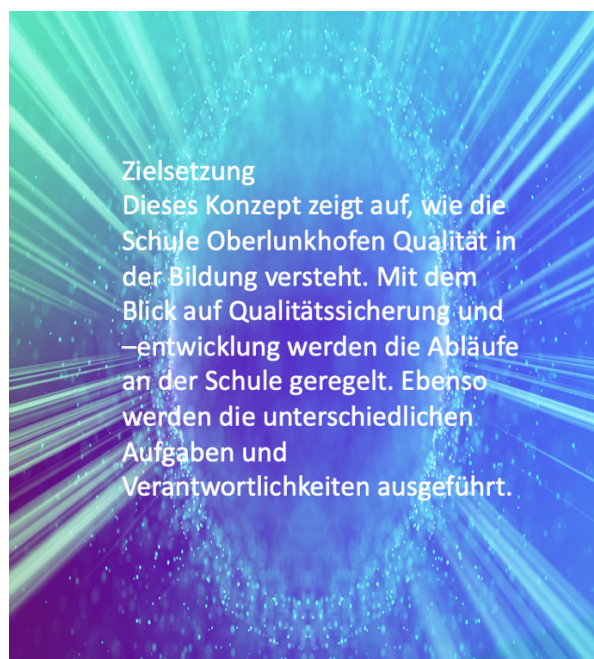 Zielsetzung
Dieses Konzept zeigt auf, wie die
Schule Oberlunkhofen Qualität in
der Bildung versteht. Mit dem
Blick auf Qualitätssicherung und
–entwicklung werden die Abläufe
an der Schule geregelt. Ebenso
werden die unterschiedlichen
Aufgaben und
Verantwortlichkeiten ausgeführt.